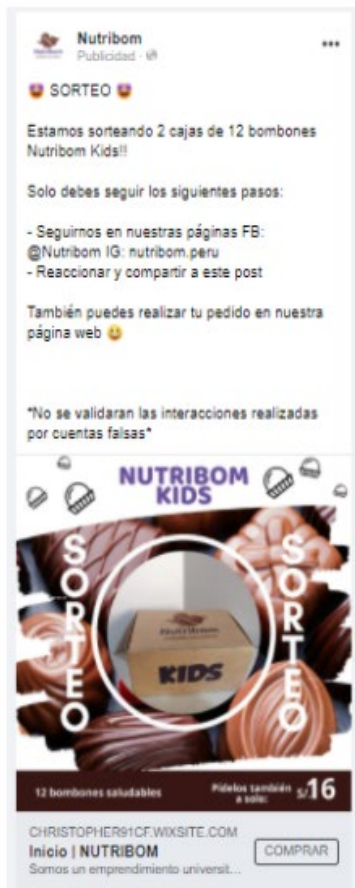 Nutribom
Publicidad ·
SORTEO
Estamos sorteando 2 cajas de 12 bombones
Nutribom Kids!!
Solo debes seguir los siguientes pasos:
- Seguirnos en nuestras páginas FB:
@Nutribom IG: nutribom.peru
- Reaccionar y compartir a este post
También puedes realizar tu pedido en nuestra
página web
*No se validaran las interacciones realizadas
por cuentas falsas*
NUTRIBOM
KIDS
SORTEO
SORTEO
Nutribom
KIDS
12 bombones saludables
Pídelos también
a solo:
S/16
CHRISTOPHER91CF.WIXSITE.COM
Inicio | NUTRIBOM
COMPRAR
Somos un emprendimiento universit...